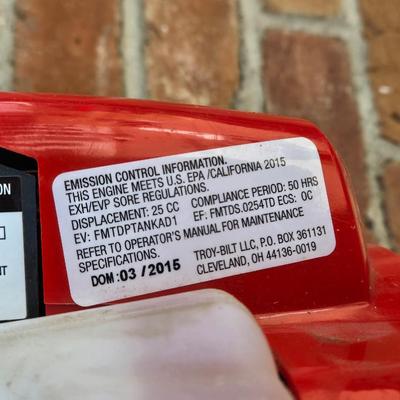 EMISSION CONTROL INFORMATION.
THIS ENGINE MEETS U.S. EPA /CALIFORNIA 2015
EXH/EVP SORE REGULATIONS.
DISPLACEMENT: 25 CC COMPLIANCE PERIOD: 50 HRS
EV: FMTDPTANKAD1 EF: FMTDS.0254TD ECS: OC
REFER TO OPERATOR'S MANUAL FOR MAINTENANCE
SPECIFICATIONS. TROY-BILT LLC, P.O. BOX 361131
DOM: 03 / 2015 CLEVELAND, OH 44136-0019